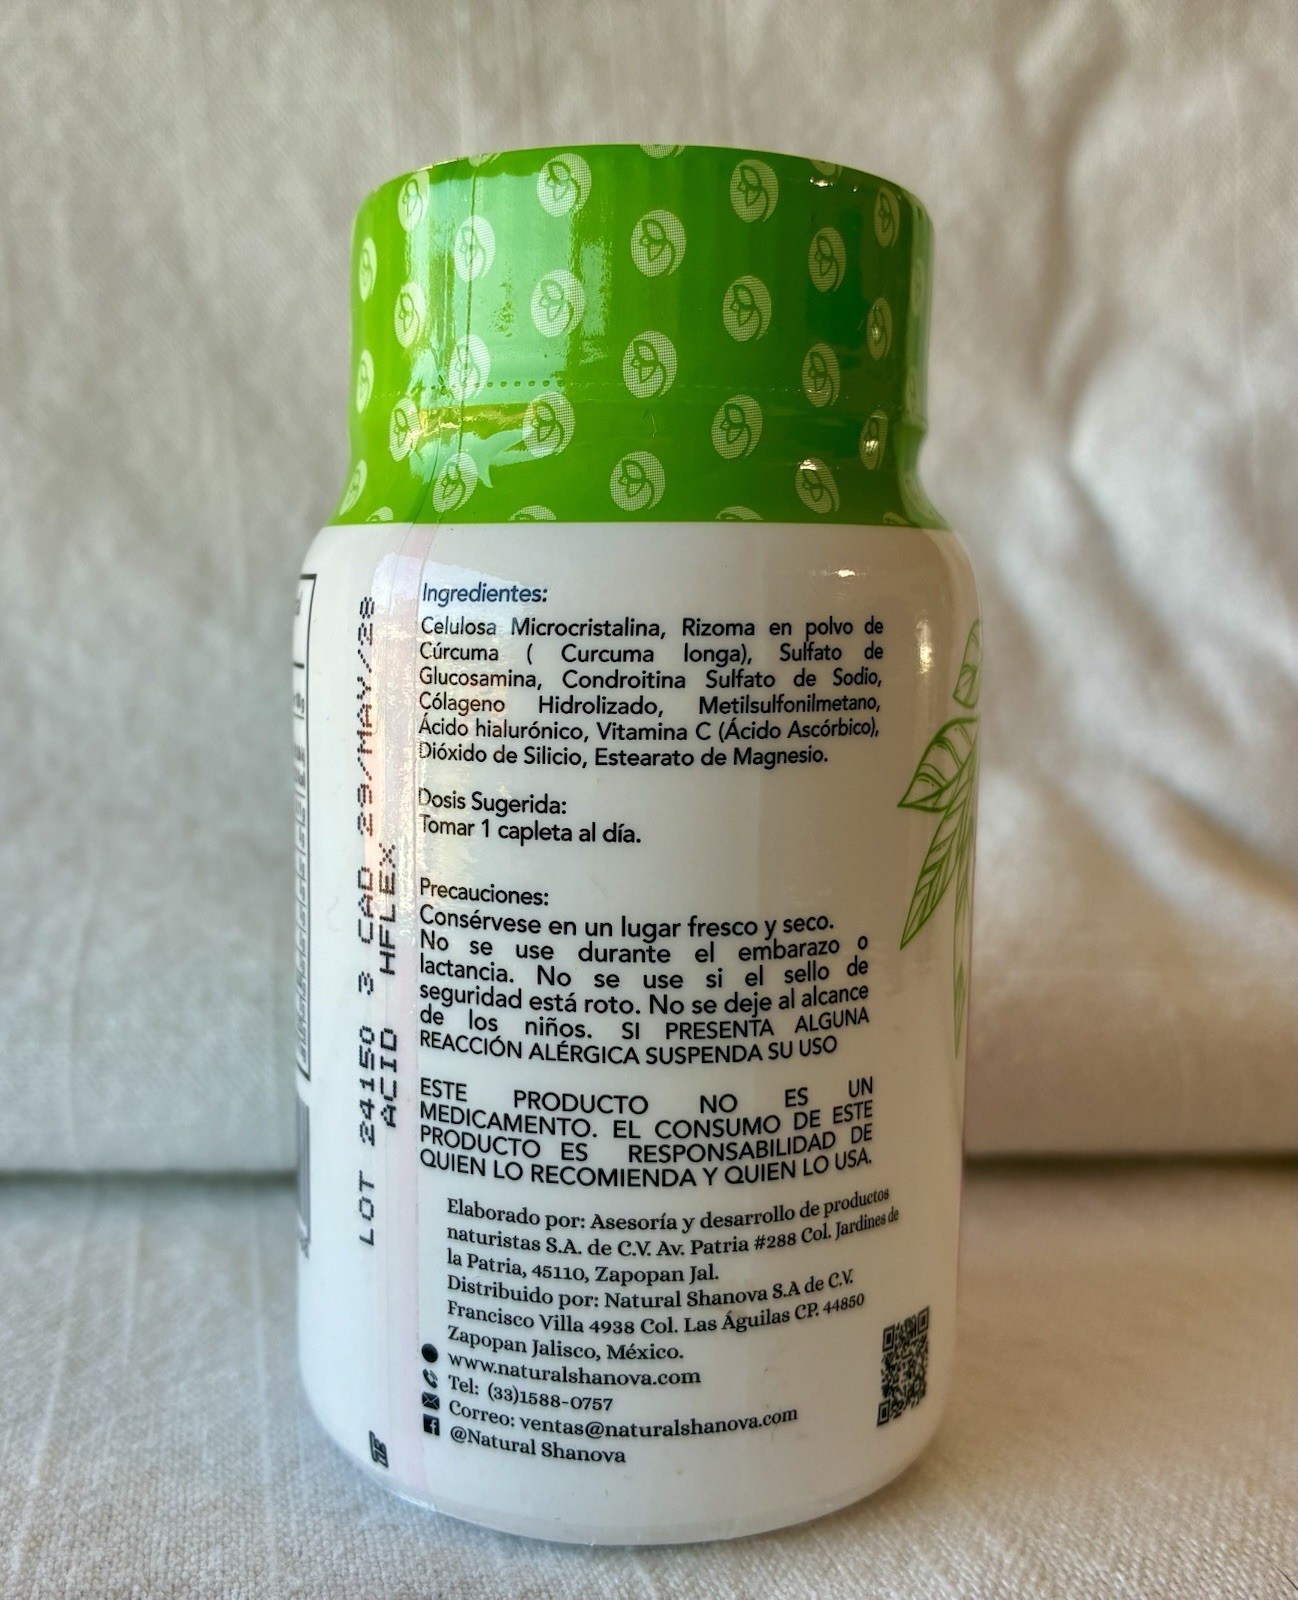 Ingredientes:
Celulosa Microcristalina, Rizoma en polvo de
Cúrcuma ( Curcuma longa), Sulfato de
Glucosamina, Condroitina Sulfato de Sodio,
Cólageno Hidrolizado, Metilsulfonilmetano,
Ácido hialurónico, Vitamina C (Ácido Ascórbico),
Dióxido de Silicio, Estearato de Magnesio.
Dosis Sugerida:
Tomar 1 capleta al día.
Precauciones:
Consérvese en un lugar fresco y seco.
No se use durante el embarazo o
lactancia. No se use si el sello de
seguridad está roto. No se deje al alcance
de los niños. SI PRESENTA ALGUNA
REACCIÓN ALÉRGICA SUSPENDA SU USO
ESTE PRODUCTO NO ES UN
MEDICAMENTO. EL CONSUMO DE ESTE
PRODUCTO ES RESPONSABILIDAD DE
QUIEN LO RECOMIENDA Y QUIEN LO USA.
Elaborado por: Asesoría y desarrollo de productos
naturistas S.A. de C.V. Av. Patria #288 Col. Jardines de
la Patria, 45110, Zapopan Jal.
Distribuido por: Natural Shanova S.A de C.V.
Francisco Villa 4938 Col. Las Águilas CP. 44850
Zapopan Jalisco, México.
www.naturalshanova.com
Tel: (33)1588-0757
Correo: ventas@naturalshanova.com
@Natural Shanova
LOT 24150 3 CAD 29/MAY/28
ACID HFLEX